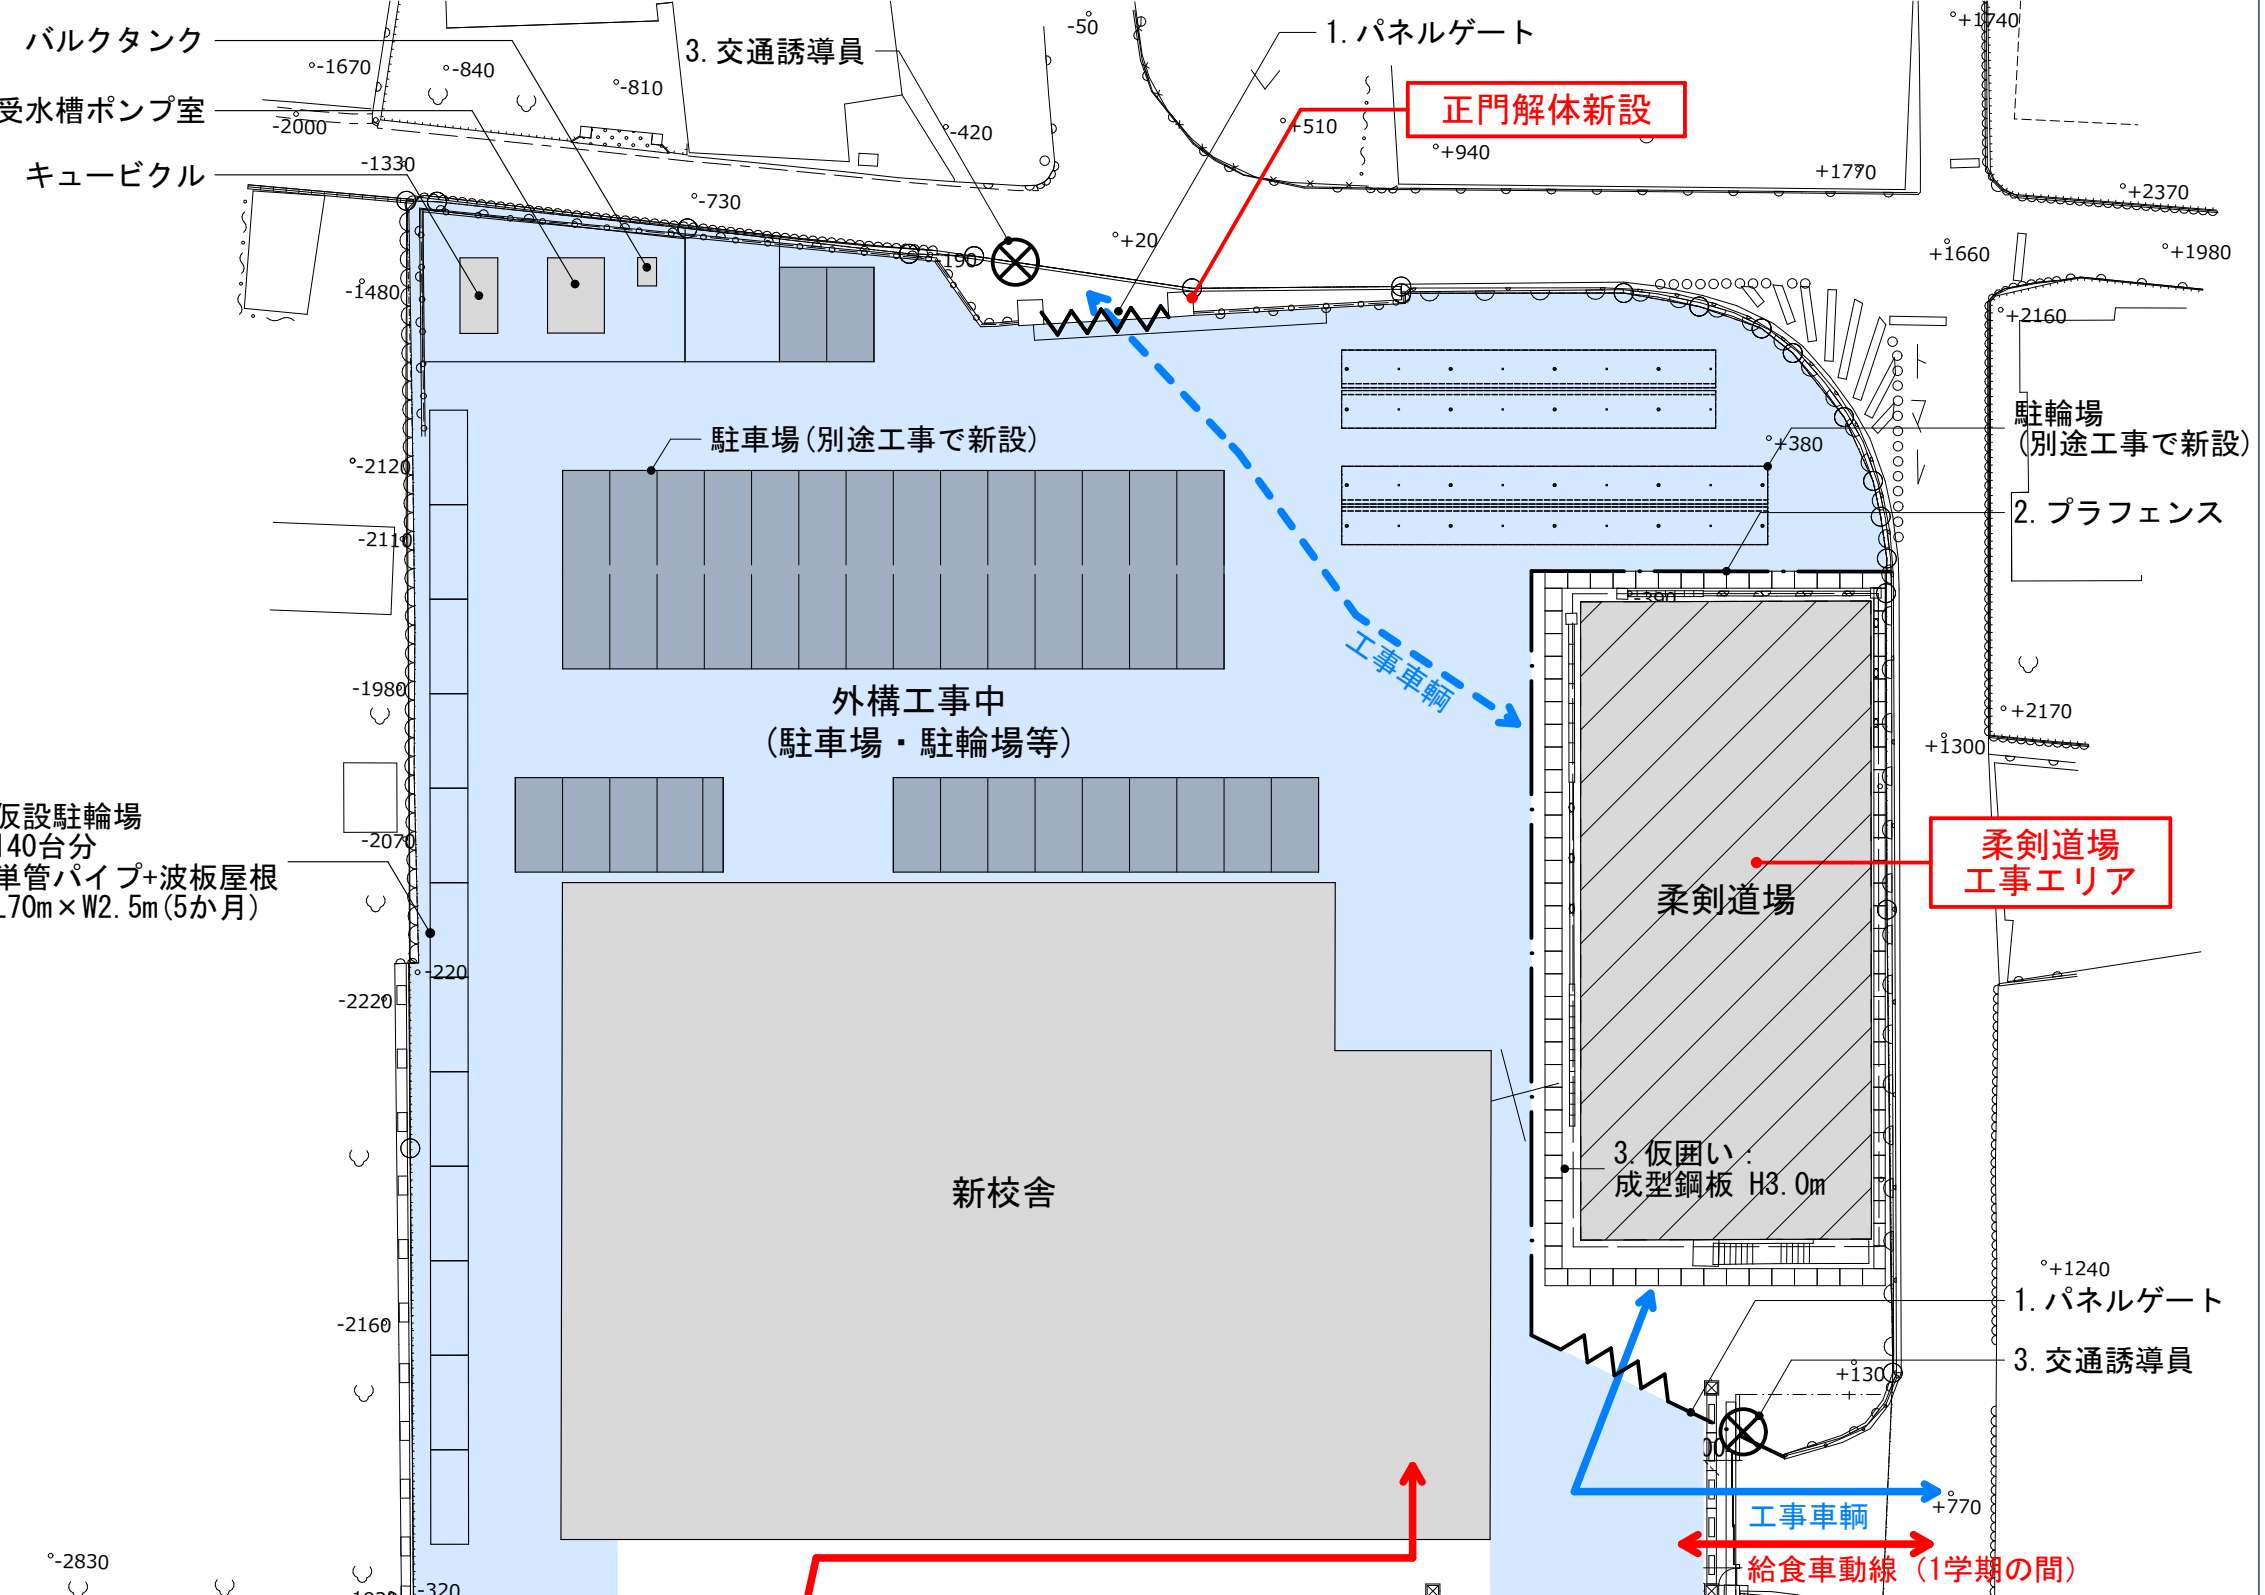 バルクタンク
3. 交通誘導員
1. パネルゲート
正門解体新設
受水槽ポンプ室
キュービクル
-50
+1740
-1670
-840
-810
-2000
-420
+510
+940
-1330
+1770
+2370
-730
+20
-190
+1660
+1980
-1480
+2160
駐輪場
(別途工事で新設)
+380
駐車場(別途工事で新設)
-2120
2. プラフェンス
-2110
-390
工事車輌
-1980
外構工事中
(駐車場・駐輪場等)
+2170
+1300
仮設駐輪場
140台分
単管パイプ+波板屋根
L70m×W2.5m(5か月)
-2070
柔剣道場
工事エリア
柔剣道場
-220
-2220
3. 仮囲い:
成型鋼板 H3.0m
新校舎
+1240
1. パネルゲート
-2160
3. 交通誘導員
+130
+770
工事車輌
給食車動線 (1学期の間)
-2830
-320